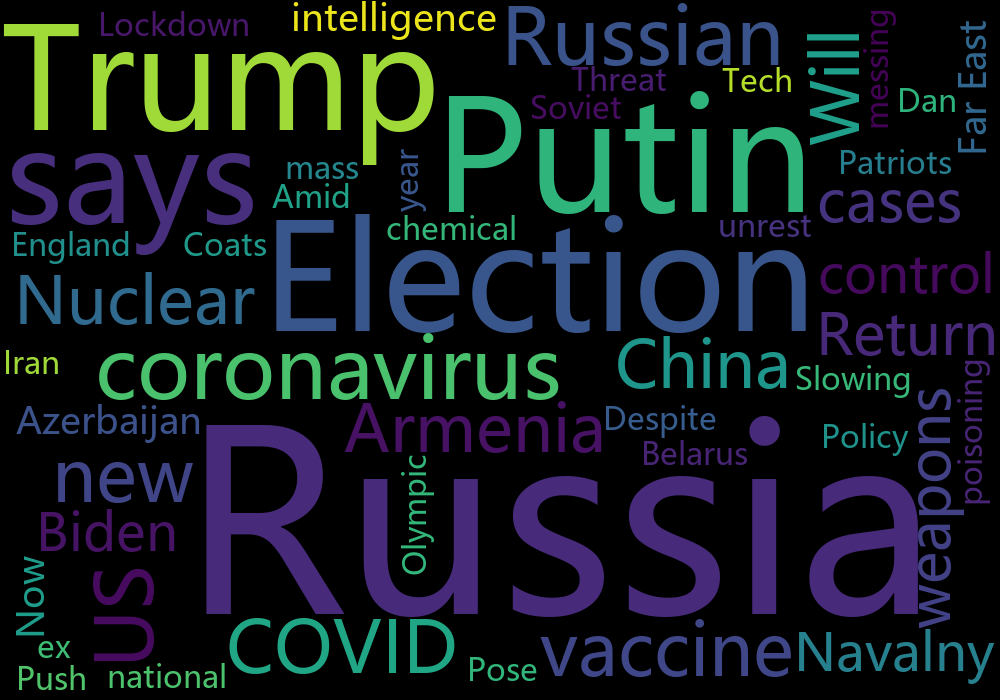 Lockdown
intelligence
Trump
Russian
Will
messing
Far East
Threat
Tech
Soviet
Dan
Putin
says
mass
year
Patriots
Amid
cases
England
Coats
chemical
unrest
Election
Nuclear
control
Return
Iran
coronavirus
China
Slowing
poisoning
Azerbaijan
Armenia
Despite
weapons
Policy
Belarus
new
Olympic
Russia
Biden
Now
us
COVID
vaccine
Navalny
ex
Push
national
Pose